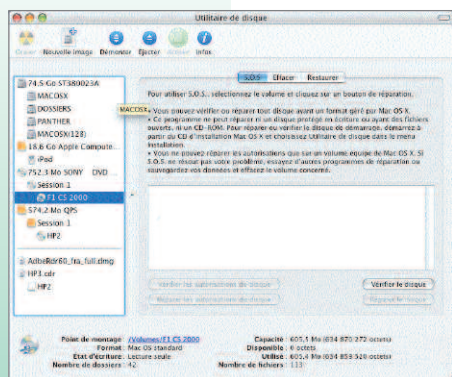 Utilitaire de disque
Graver Nouvelle image Démonter Éjecter Activer Infos
74.5 Go ST380023A
MACOSX
DOSSIERS
PANTHER
MACOSX(128)
18.6 Go Apple Compute...
iPod
752.3 Mo SONY DVD ...
Session 1
F1 CS 2000
574.2 Mo QPS
Session 1
HP2
AdbeRdr60_fra_full.dmg
HP3.cdr
HP2
MACOSX
S.O.S Effacer Restaurer
Pour utiliser S.O.S., sélectionnez le volume et cliquez sur un bouton de réparation.
• Vous pouvez vérifier ou réparer tout disque ayant un format géré par Mac OS X.
• Ce programme ne peut réparer ni un disque protégé en écriture ou ayant des fichiers
ouverts, ni un CD-ROM. Pour réparer ou vérifier le disque de démarrage, démarrez à
partir du CD d'installation Mac OS X et choisissez Utilitaire de disque dans le menu
Installation.
• Vous ne pouvez réparer les autorisations que sur un volume équipé de Mac OS X. Si
S.O.S. ne résout pas votre problème, essayez d'autres programmes de réparation ou
sauvegardez vos données et effacez le volume concerné.
Vérifier les autorisations de disque Vérifier le disque
Réparer les autorisations de disque Réparer le disque
Point de montage : /Volumes/F1 CS 2000
Format : Mac OS standard
État d'écriture : Lecture seule
Nombre de dossiers : 42
Capacité : 605,5 Mo (634 870 272 octets)
Disponible : 0 octets
Utilisé : 605,4 Mo (634 859 520 octets)
Nombre de fichiers : 113